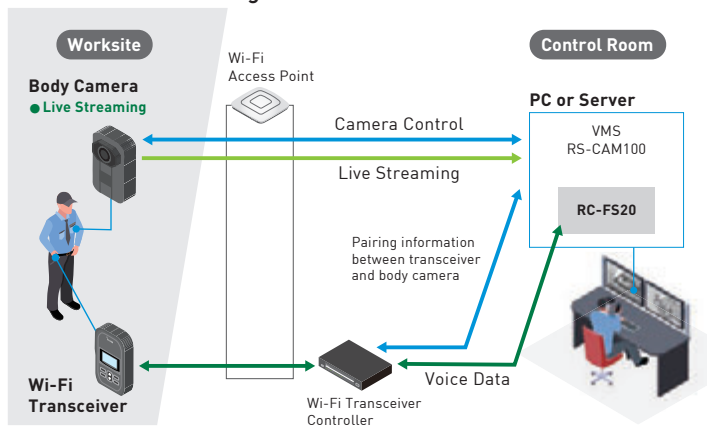 Worksite
Control Room
Wi-Fi
Access Point
Body Camera
Live Streaming
PC or Server
Camera Control
VMS
RS-CAM100
Live Streaming
RC-FS20
Pairing information
between transceiver
and body camera
Voice Data
Wi-Fi
Transceiver
Wi-Fi Transceiver
Controller